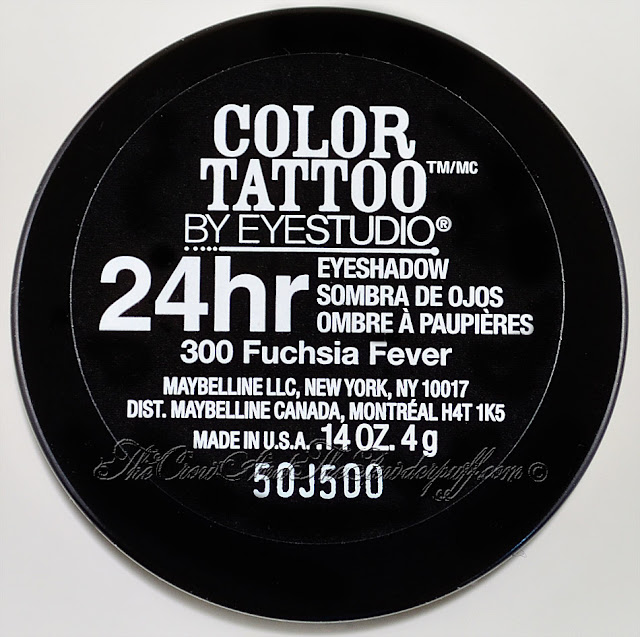 COLOR
TATTOO™/MC
BY EYESTUDIO®
24hr
EYESHADOW
SOMBRA DE OJOS
OMBRE À PAUPIÈRES
300 Fuchsia Fever
MAYBELLINE LLC, NEW YORK, NY 10017
DIST. MAYBELLINE CANADA, MONTRÉAL H4T 1K5
MADE IN U.S.A. .14 OZ. 4 g
50J500